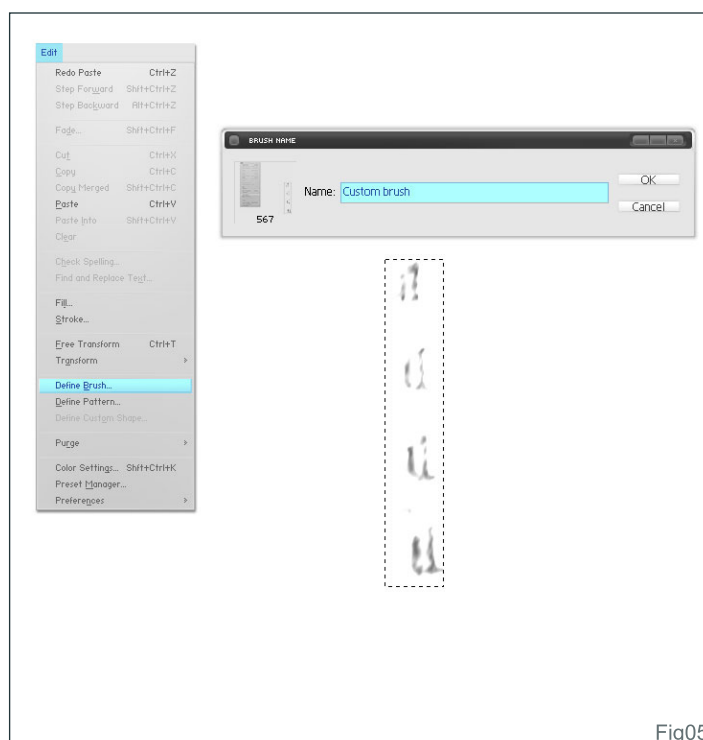 Edit
Redo Paste Ctrl+Z
Step Forward Shift+Ctrl+Z
Step Backward Alt+Ctrl+Z
Fade... Shift+Ctrl+F
Cut Ctrl+X
Copy Ctrl+C
Copy Merged Shift+Ctrl+C
Paste Ctrl+V
Paste Into Shift+Ctrl+V
Clear
Check Spelling...
Find and Replace Text...
Fill...
Stroke...
Free Transform Ctrl+T
Transform
Define Brush...
Define Pattern...
Define Custom Shape...
Purge
Color Settings... Shift+Ctrl+K
Preset Manager...
Preferences
BRUSH NAME
567
Name: Custom brush
OK
Cancel
Fig05